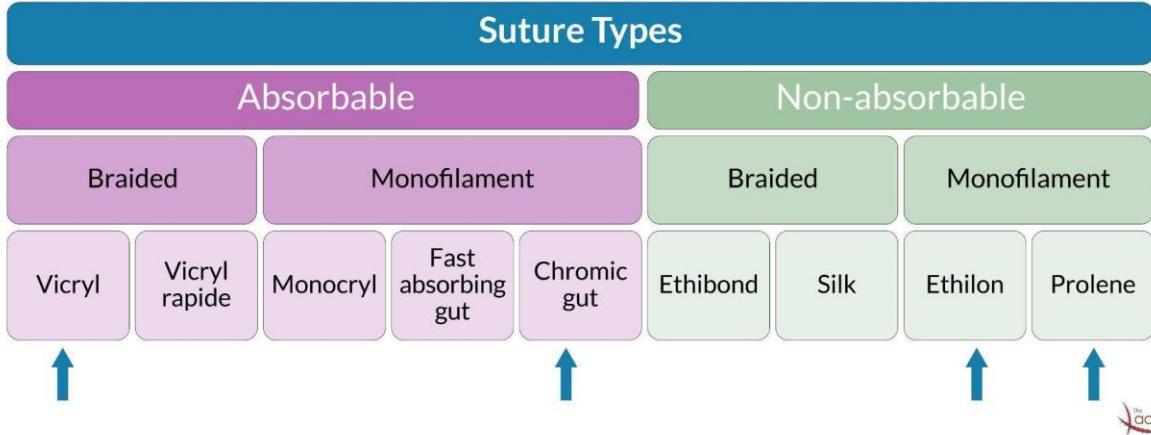 Suture Types
Absorbable
Non-absorbable
Braided
Monofilament
Braided
Monofilament
Vicryl
Vicryl
rapide
Monocryl
Fast
absorbing
gut
Chromic
gut
Ethibond
Silk
Ethilon
Prolene